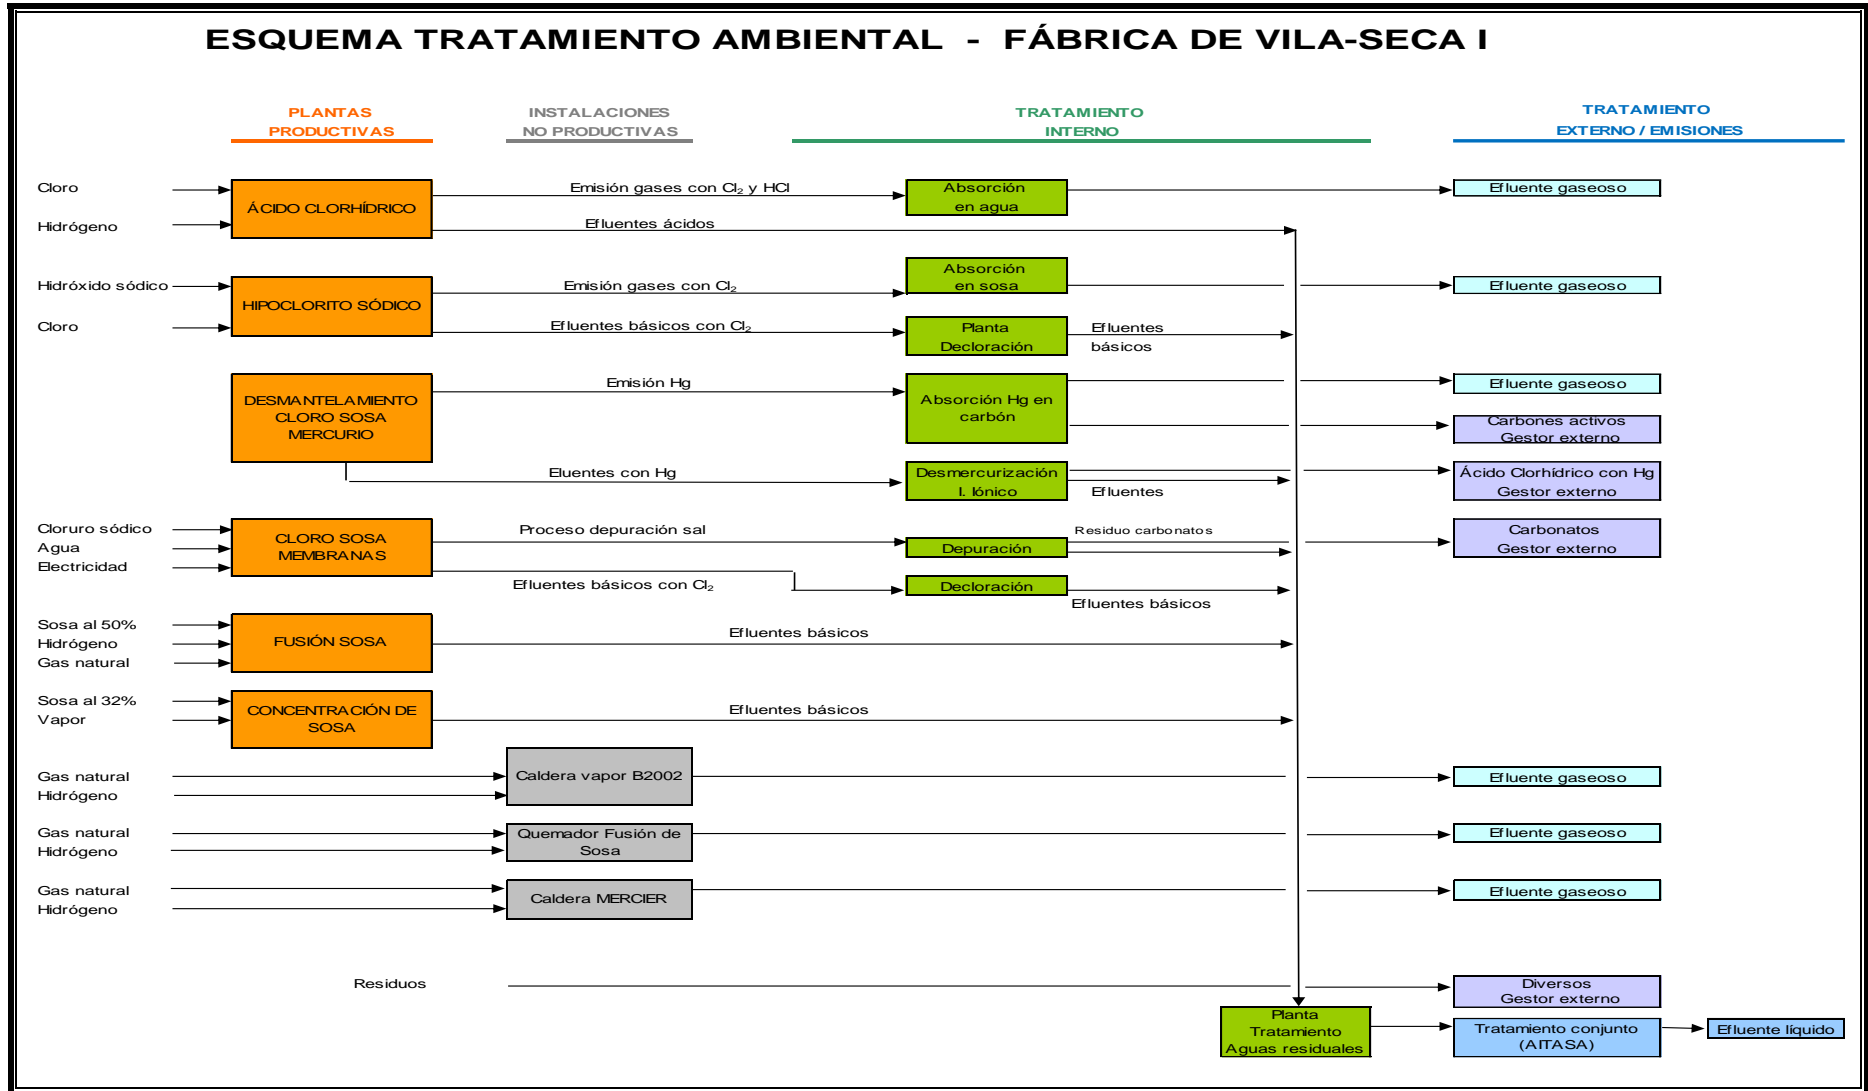 ESQUEMA TRATAMIENTO AMBIENTAL - FÁBRICA DE VILA-SECA I
PLANTAS
PRODUCTIVAS
INSTALACIONES
NO PRODUCTIVAS
TRATAMIENTO
INTERNO
TRATAMIENTO
EXTERNO / EMISIONES
Cloro
Hidrógeno
ÁCIDO CLORHÍDRICO
Emisión gases con Cl₂ y HCl
Efluentes ácidos
Absorción
en agua
Efluente gaseoso
Hidróxido sódico
Cloro
HIPOCLORITO SÓDICO
Emisión gases con Cl₂
Efluentes básicos con Cl₂
Absorción
en sosa
Planta
Decloración
Efluentes
básicos
Efluente gaseoso
DESMANTELAMIENTO
CLORO SOSA
MERCURIO
Emisión Hg
Eluentes con Hg
Absorción Hg en
carbón
Desmercurización
I. Iónico
Efluentes
Efluente gaseoso
Carbones activos
Gestor externo
Ácido Clorhídrico con Hg
Gestor externo
Cloruro sódico
Agua
Electricidad
CLORO SOSA
MEMBRANAS
Proceso depuración sal
Efluentes básicos con Cl₂
Depuración
Decloración
Residuo carbonatos
Efluentes básicos
Carbonatos
Gestor externo
Sosa al 50%
Hidrógeno
Gas natural
FUSIÓN SOSA
Efluentes básicos
Sosa al 32%
Vapor
CONCENTRACIÓN DE
SOSA
Efluentes básicos
Gas natural
Hidrógeno
Caldera vapor B2002
Efluente gaseoso
Gas natural
Hidrógeno
Quemador Fusión de
Sosa
Efluente gaseoso
Gas natural
Hidrógeno
Caldera MERCIER
Efluente gaseoso
Residuos
Diversos
Gestor externo
Planta
Tratamiento
Aguas residuales
Tratamiento conjunto
(AITASA)
Efluente líquido